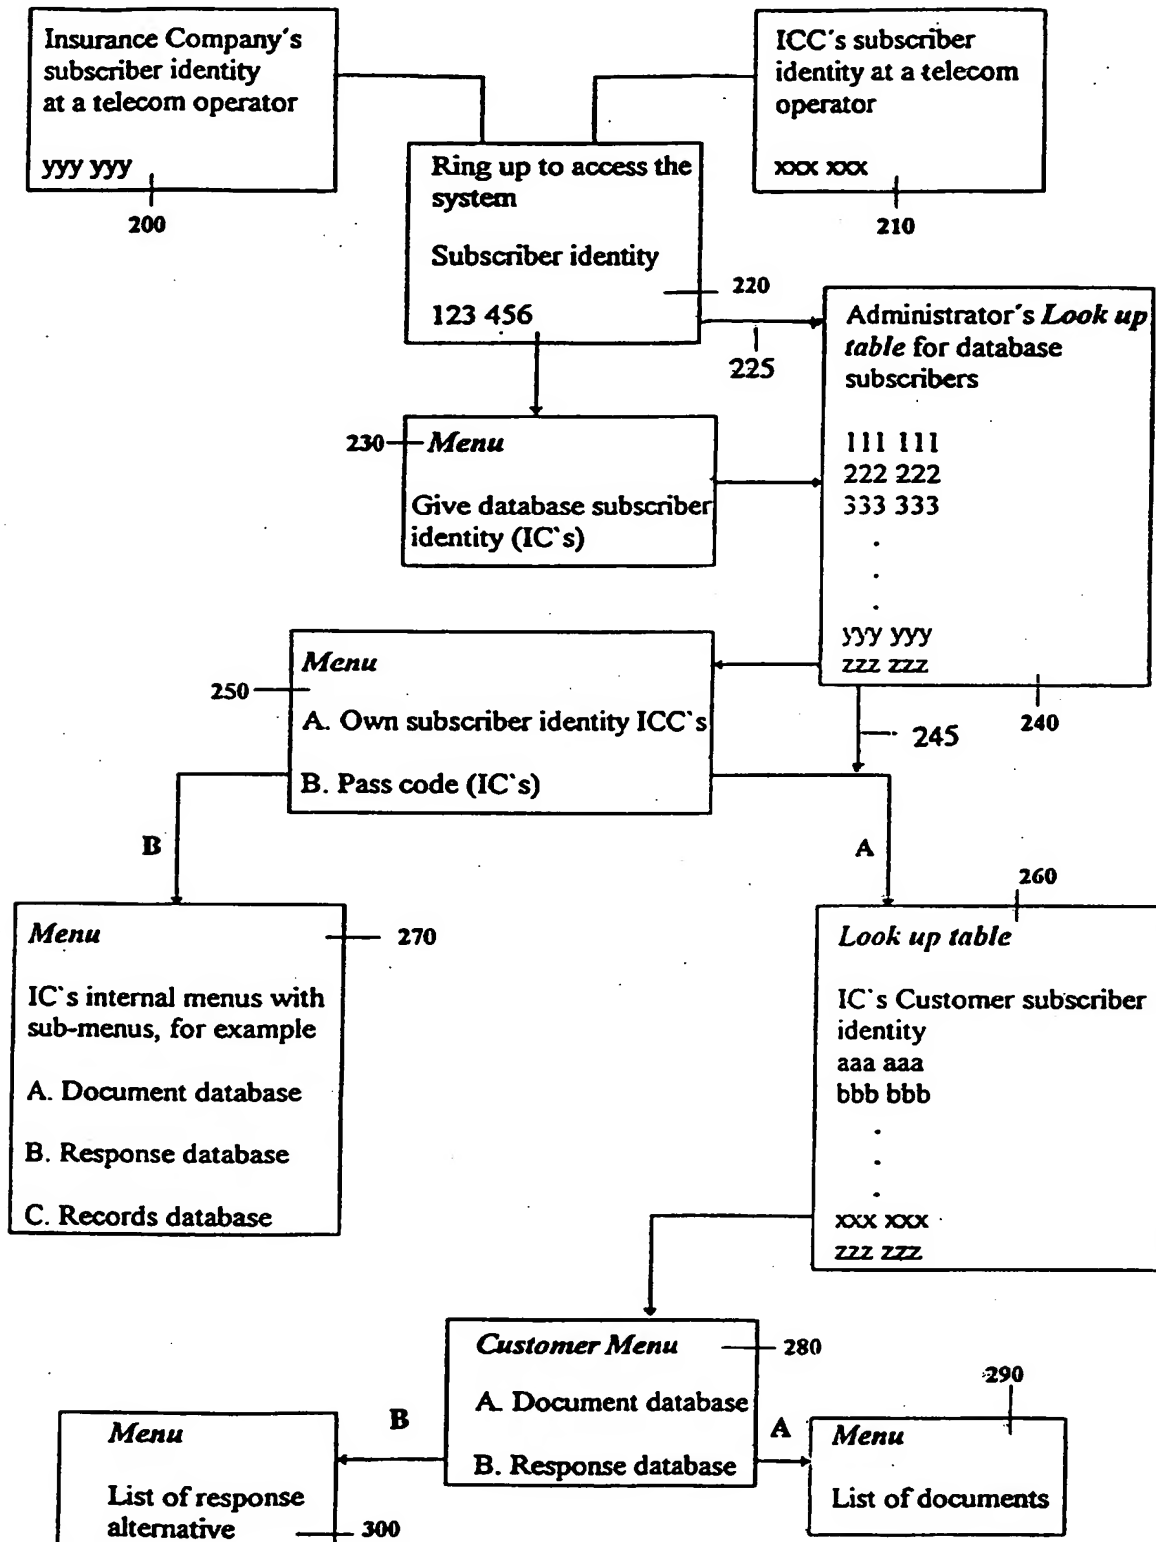 Insurance Company´s
subscriber identity
at a telecom operator
yyy yyy
200
ICC´s subscriber
identity at a telecom
operator
xxx xxx
210
Ring up to access the
system
Subscriber identity
123 456
220
225
Administrator´s Look up
table for database
subscribers
111 111
222 222
333 333
.
.
.
yyy yyy
zzz zzz
240
230
Menu
Give database subscriber
identity (IC`s)
Menu
250
A. Own subscriber identity ICC`s
B. Pass code (IC`s)
245
B
A
260
Menu
270
IC`s internal menus with
sub-menus, for example
A. Document database
B. Response database
C. Records database
Look up table
IC`s Customer subscriber
identity
aaa aaa
bbb bbb
.
.
.
xxx xxx
zzz zzz
Customer Menu
280
A. Document database
B. Response database
B
A
290
Menu
List of documents
Menu
List of response
alternative
300